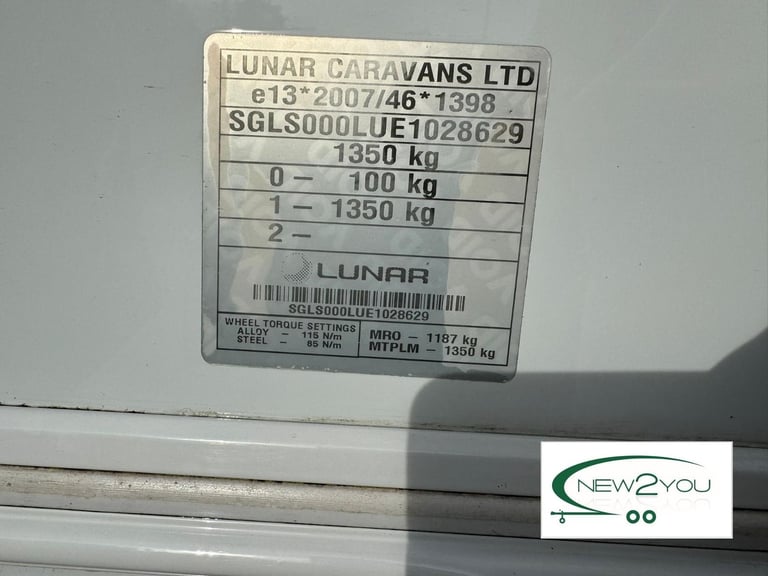 LUNAR CARAVANS LTD
e13*2007/46*1398
SGLS000LUE1028629
1350 kg
0 – 100 kg
1 – 1350 kg
2 –
LUNAR
SGLS000LUE1028629
WHEEL TORQUE SETTINGS
ALLOY – 115 N/m
STEEL – 85 N/m
MRO – 1187 kg
MTPLM – 1350 kg
NEW2YOU